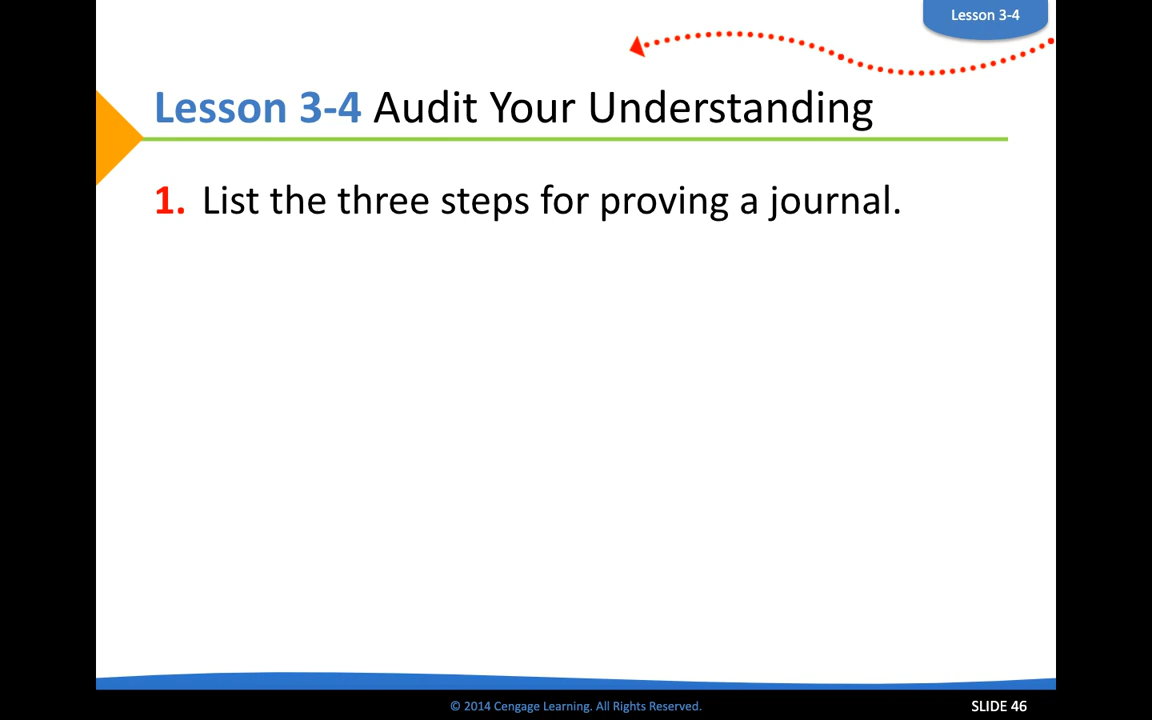 Lesson 3-4
Lesson 3-4 Audit Your Understanding
1. List the three steps for proving a journal.
© 2014 Cengage Learning. All Rights Reserved.
SLIDE 46